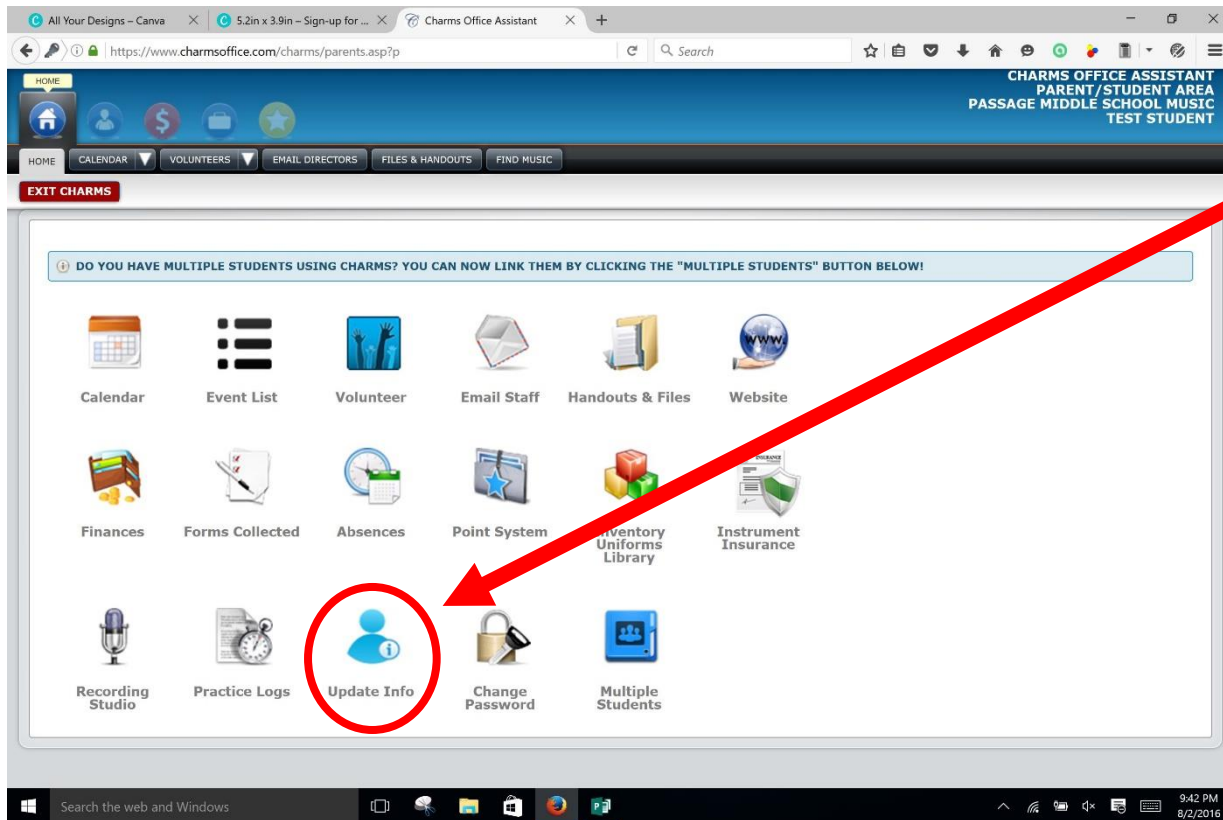 All Your Designs – Canva
5.2in x 3.9in – Sign-up for ...
Charms Office Assistant
https://www.charmsoffice.com/charms/parents.asp?p
Search
HOME
CHARMS OFFICE ASSISTANT
PARENT/STUDENT AREA
PASSAGE MIDDLE SCHOOL MUSIC
TEST STUDENT
HOME CALENDAR VOLUNTEERS EMAIL DIRECTORS FILES & HANDOUTS FIND MUSIC
EXIT CHARMS
DO YOU HAVE MULTIPLE STUDENTS USING CHARMS? YOU CAN NOW LINK THEM BY CLICKING THE "MULTIPLE STUDENTS" BUTTON BELOW!
www.
Calendar Event List Volunteer Email Staff Handouts & Files Website
INSURANCE
Finances Forms Collected Absences Point System Inventory Instrument
Uniforms Insurance
Library
Recording Practice Logs Update Info Change Multiple
Studio Password Students
Search the web and Windows
9:42 PM
8/2/2016